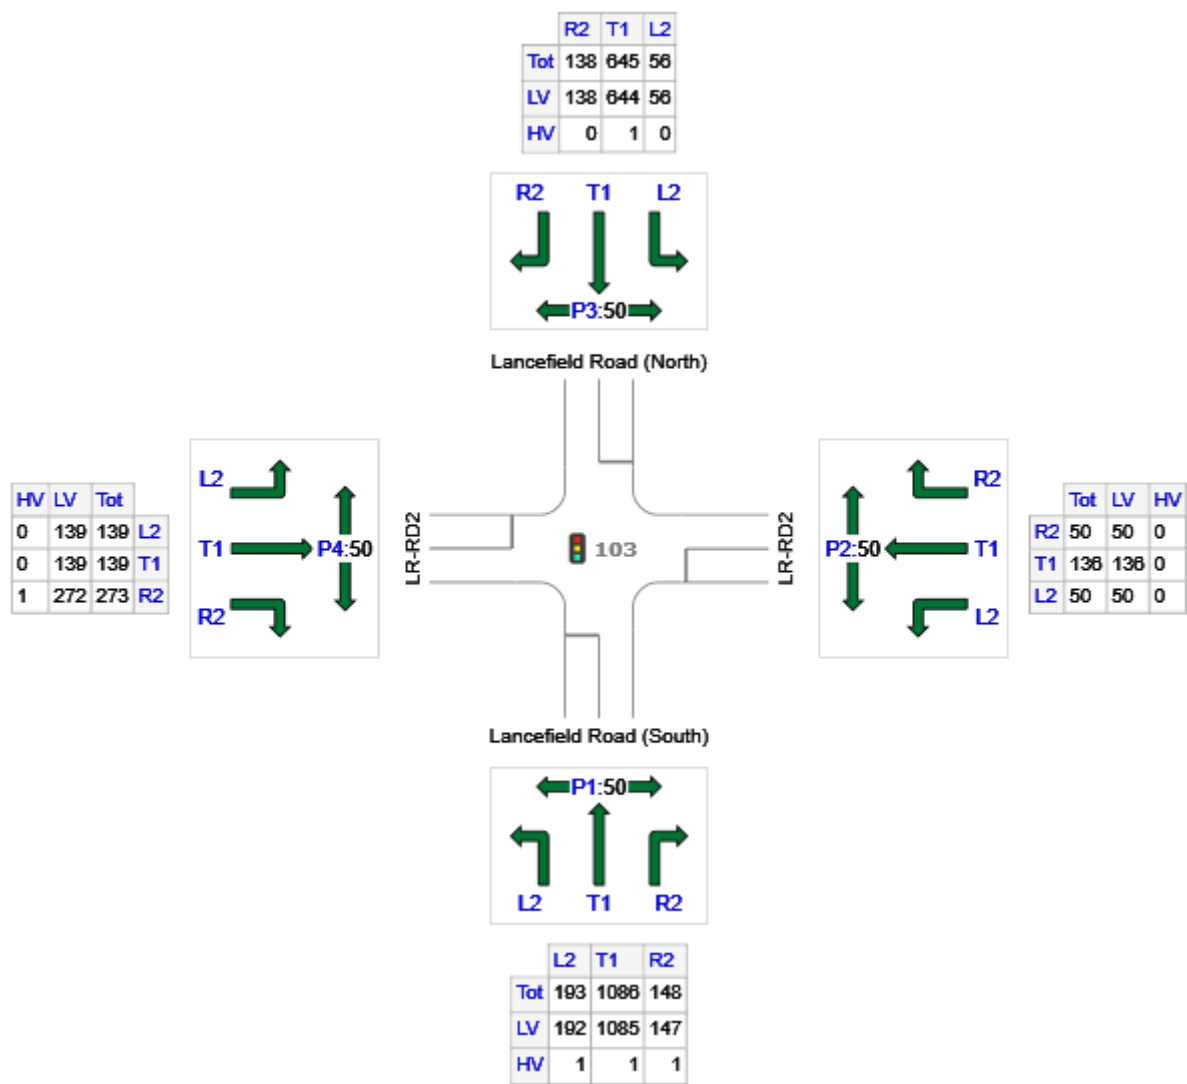 R2 T1 L2
Tot 138 645 56
LV 138 644 56
HV 0 1 0
R2 T1 L2
P3:50
Lancefield Road (North)
L2
T1 P4:50
R2
HV LV Tot
0 139 139 L2
0 139 139 T1
1 272 273 R2
LR-RD2
103
LR-RD2
R2
P2:50 T1
L2
Tot LV HV
R2 50 50 0
T1 136 136 0
L2 50 50 0
Lancefield Road (South)
P1:50
L2 T1 R2
L2 T1 R2
Tot 193 1086 148
LV 192 1085 147
HV 1 1 1